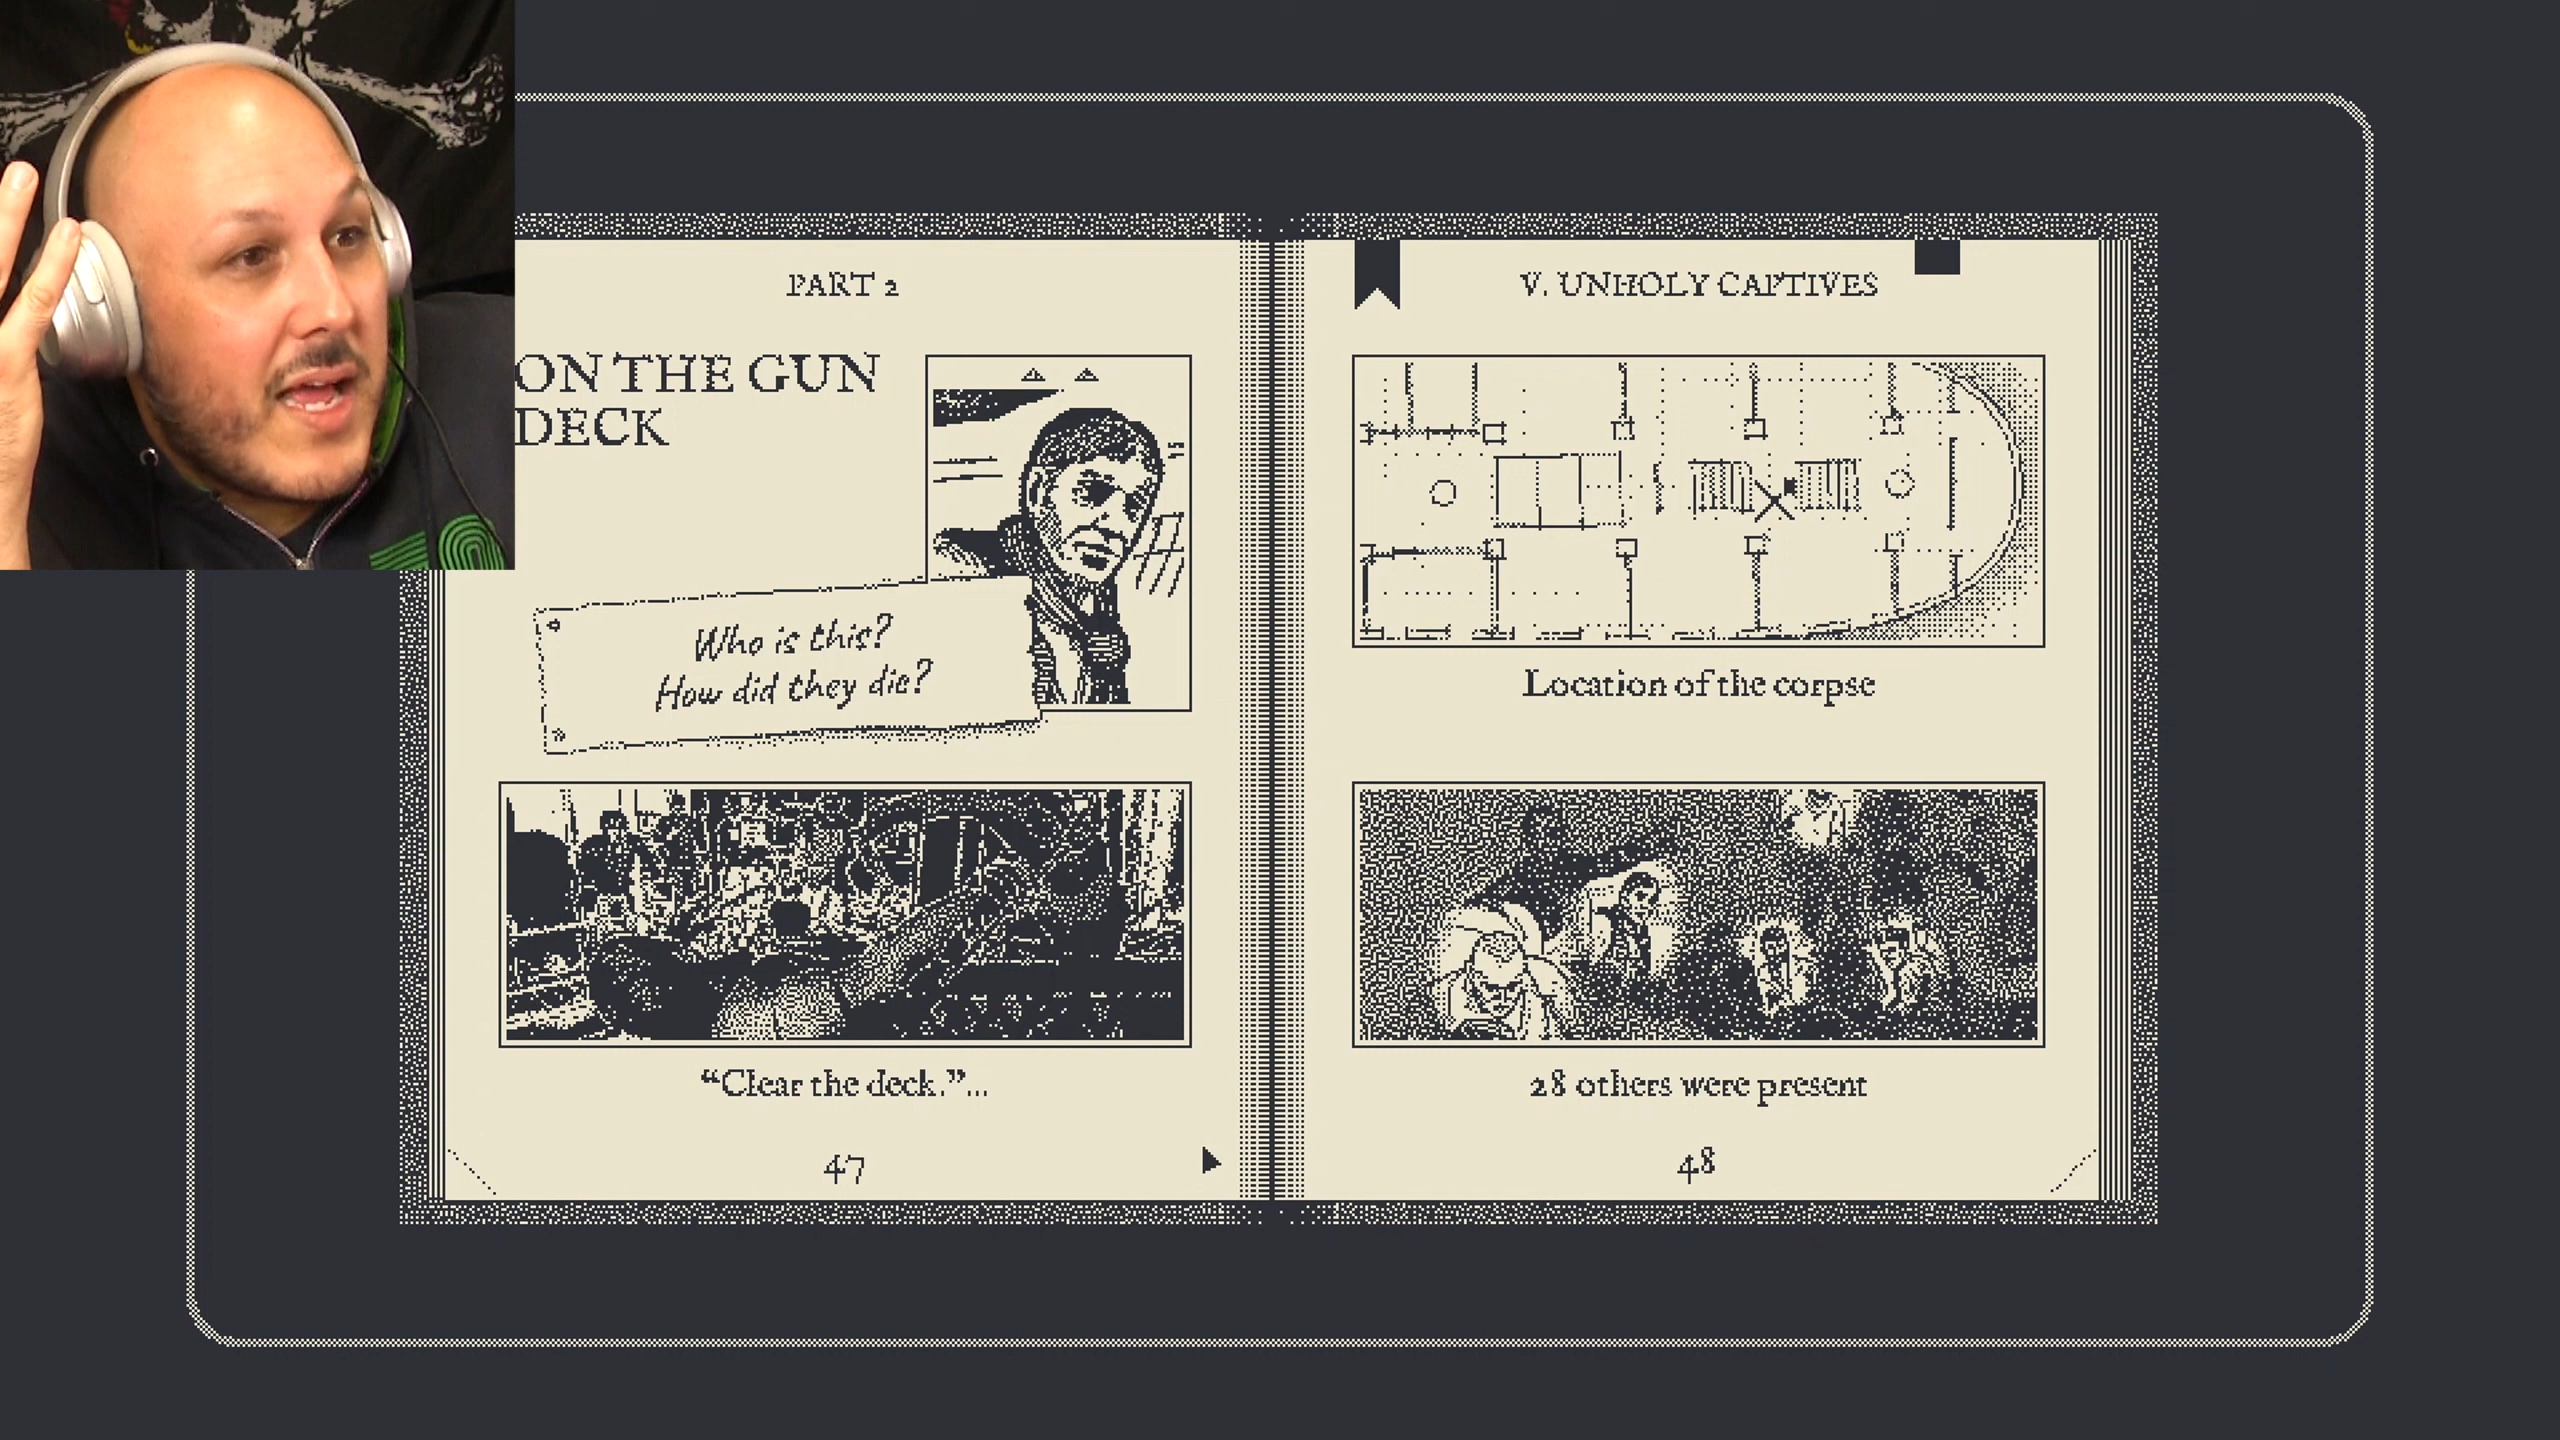 PART 2
ON THE GUN
DECK
Who is this?
How did they die?
“Clear the deck.”...
47
V. UNHOLY CAPTIVES
Location of the corpse
28 others were present
48